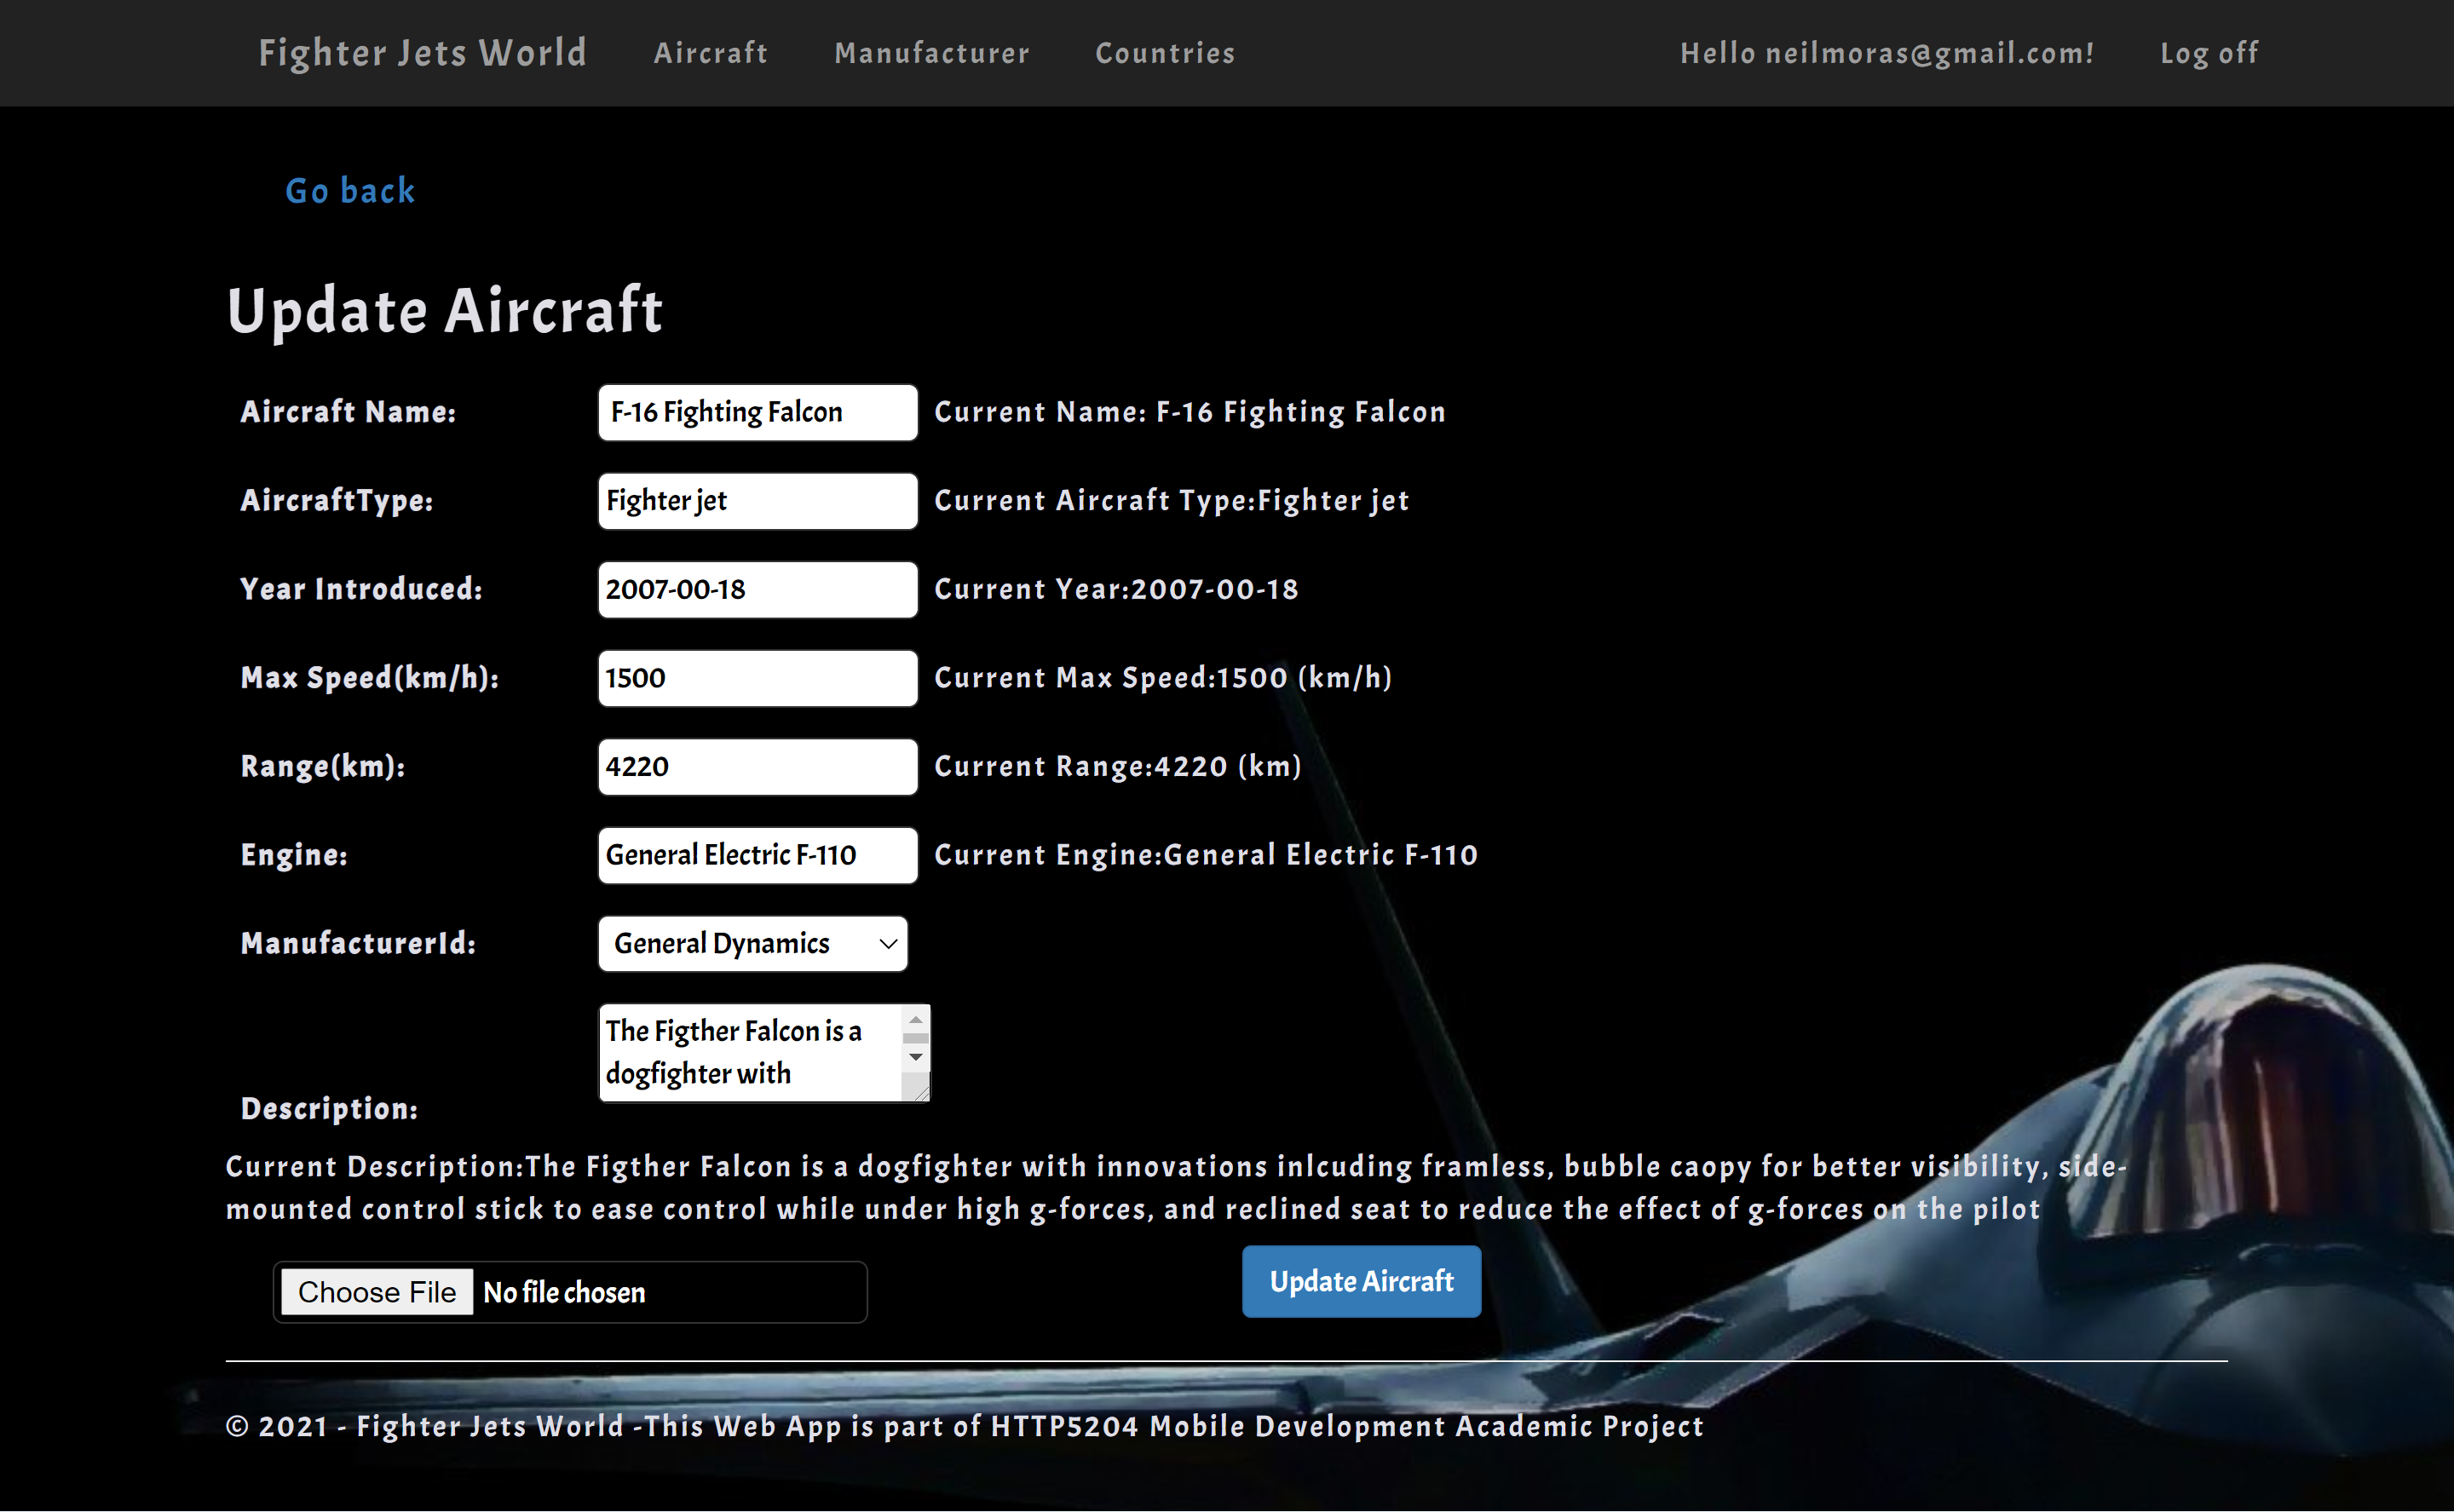 Fighter Jets World Aircraft Manufacturer Countries Hello neilmoras@gmail.com! Log off
Go back
Update Aircraft
Aircraft Name: F-16 Fighting Falcon Current Name: F-16 Fighting Falcon
AircraftType: Fighter jet Current Aircraft Type:Fighter jet
Year Introduced: 2007-00-18 Current Year:2007-00-18
Max Speed(km/h): 1500 Current Max Speed:1500 (km/h)
Range(km): 4220 Current Range:4220 (km)
Engine: General Electric F-110 Current Engine:General Electric F-110
ManufacturerId: General Dynamics
The Figther Falcon is a
dogfighter with
Description:
Current Description:The Figther Falcon is a dogfighter with innovations inlcuding framless, bubble caopy for better visibility, side-
mounted control stick to ease control while under high g-forces, and reclined seat to reduce the effect of g-forces on the pilot
Choose File No file chosen Update Aircraft
© 2021 - Fighter Jets World -This Web App is part of HTTP5204 Mobile Development Academic Project